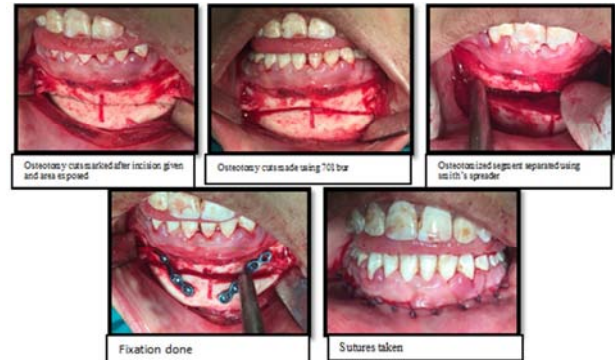 Osteotomy cuts marked after incision given
and area exposed
Osteotomy cuts made using 701 bur
Osteotomized segment separated using
smith's spreader
Fixation done
Sutures taken